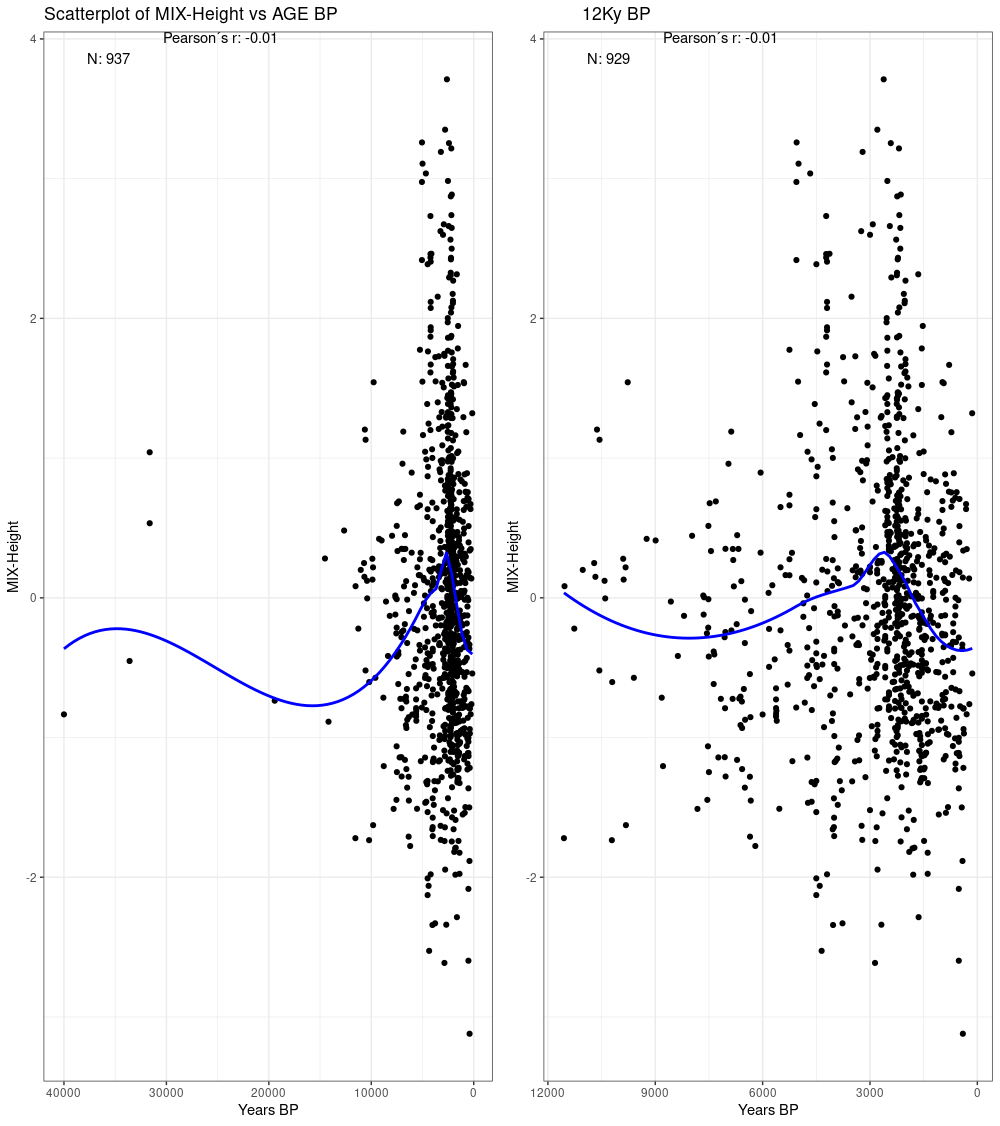 Scatterplot of MIX-Height vs AGE BP
Pearson´s r: -0.01
N: 937
4
2
0
-2
MIX-Height
40000 30000 20000 10000 0
Years BP
12Ky BP
Pearson´s r: -0.01
N: 929
4
2
0
-2
MIX-Height
12000 9000 6000 3000 0
Years BP